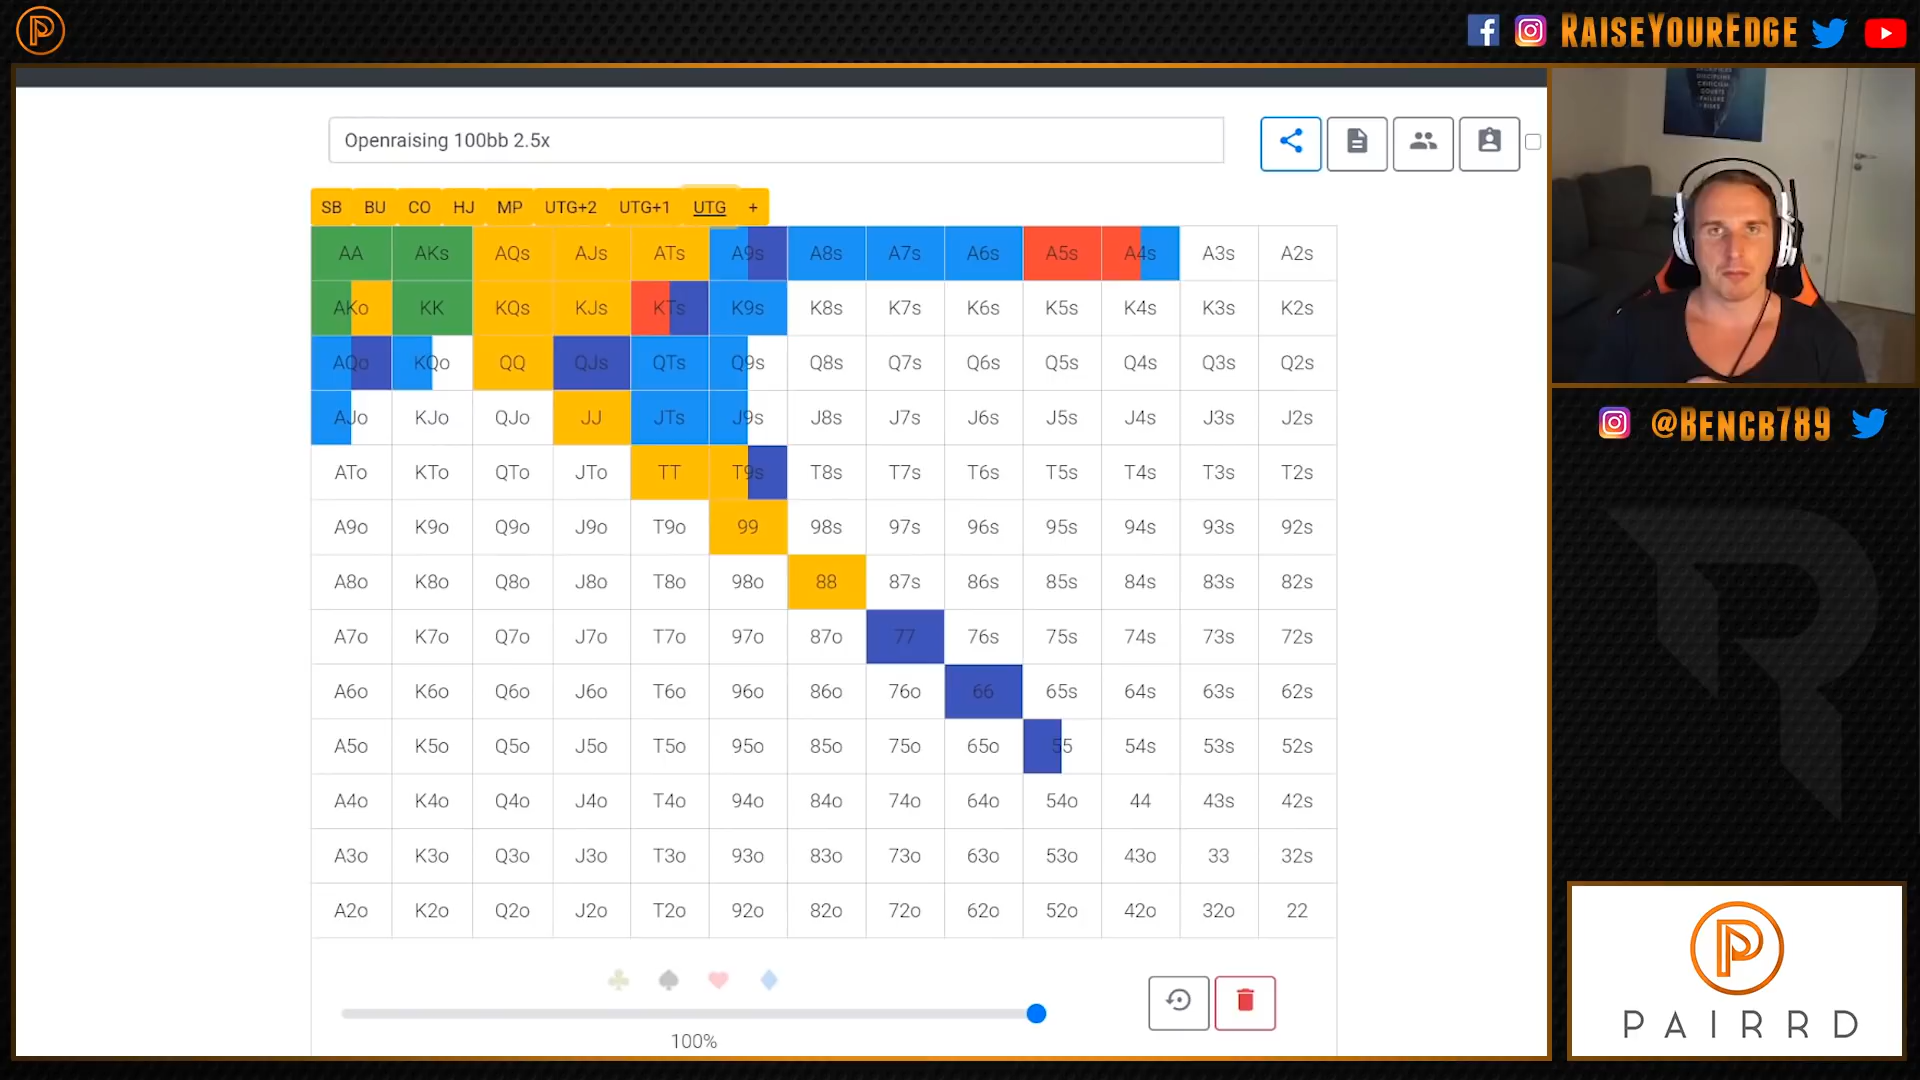 RAISEYOUREDGE
Openraising 100bb 2.5x
SB BU CO HJ MP UTG+2 UTG+1 UTG +
AA AKs AQs AJs ATs A9s A8s A7s A6s A5s A4s A3s A2s
AKo KK KQs KJs KTs K9s K8s K7s K6s K5s K4s K3s K2s
AQo KQo QQ QJs QTs Q9s Q8s Q7s Q6s Q5s Q4s Q3s Q2s
AJo KJo QJo JJ JTs J9s J8s J7s J6s J5s J4s J3s J2s
ATo KTo QTo JTo TT T9s T8s T7s T6s T5s T4s T3s T2s
A9o K9o Q9o J9o T9o 99 98s 97s 96s 95s 94s 93s 92s
A8o K8o Q8o J8o T8o 98o 88 87s 86s 85s 84s 83s 82s
A7o K7o Q7o J7o T7o 97o 87o 77 76s 75s 74s 73s 72s
A6o K6o Q6o J6o T6o 96o 86o 76o 66 65s 64s 63s 62s
A5o K5o Q5o J5o T5o 95o 85o 75o 65o 55 54s 53s 52s
A4o K4o Q4o J4o T4o 94o 84o 74o 64o 54o 44 43s 42s
A3o K3o Q3o J3o T3o 93o 83o 73o 63o 53o 43o 33 32s
A2o K2o Q2o J2o T2o 92o 82o 72o 62o 52o 42o 32o 22
100%
@BENCB789
PAIRRD